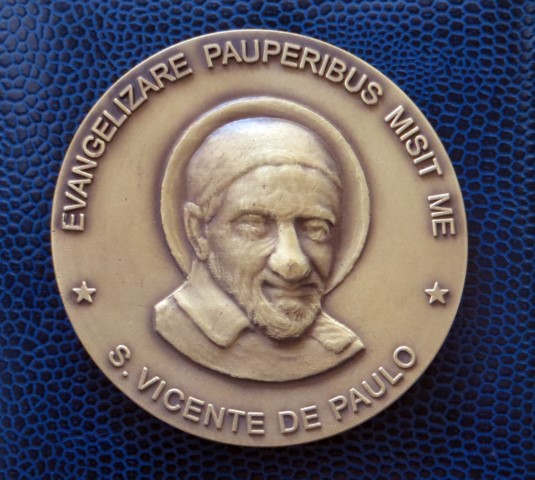 EVANGELIZARE PAUPERIBUS MISIT ME
S. VICENTE DE PAULO